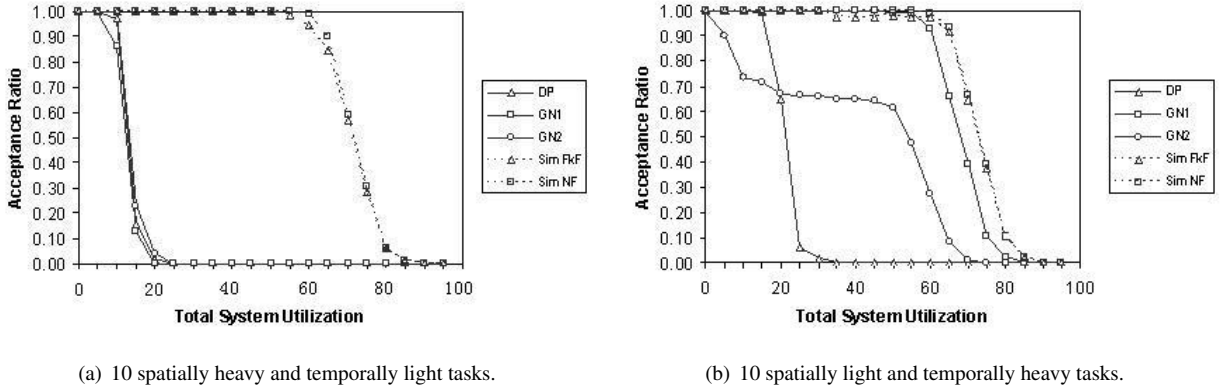 1.00
0.90
0.80
0.70
0.60
0.50
0.40
0.30
0.20
0.10
0.00
Acceptance Ratio
0 20 40 60 80 100
Total System Utilization
DP
GN1
GN2
Sim FkF
Sim NF
(a) 10 spatially heavy and temporally light tasks.
1.00
0.90
0.80
0.70
0.60
0.50
0.40
0.30
0.20
0.10
0.00
Acceptance Ratio
0 20 40 60 80 100
Total System Utilization
DP
GN1
GN2
Sim FkF
Sim NF
(b) 10 spatially light and temporally heavy tasks.